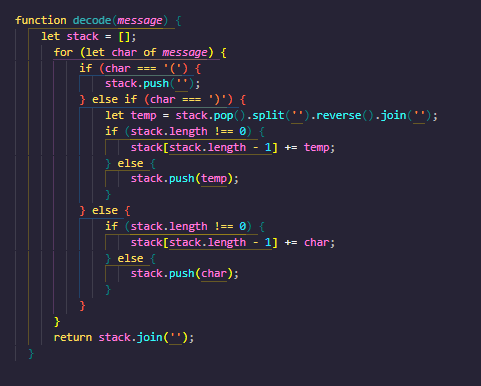 function decode(message) {
    let stack = [];
      for (let char of message) {
          if (char === '(') {
              stack.push('');
          } else if (char === ')') {
              let temp = stack.pop().split('').reverse().join('');
              if (stack.length !== 0) {
                  stack[stack.length - 1] += temp;
              } else {
                  stack.push(temp);
              }
          } else {
              if (stack.length !== 0) {
                  stack[stack.length - 1] += char;
              } else {
                  stack.push(char);
              }
          }
      }
      return stack.join('');
  }